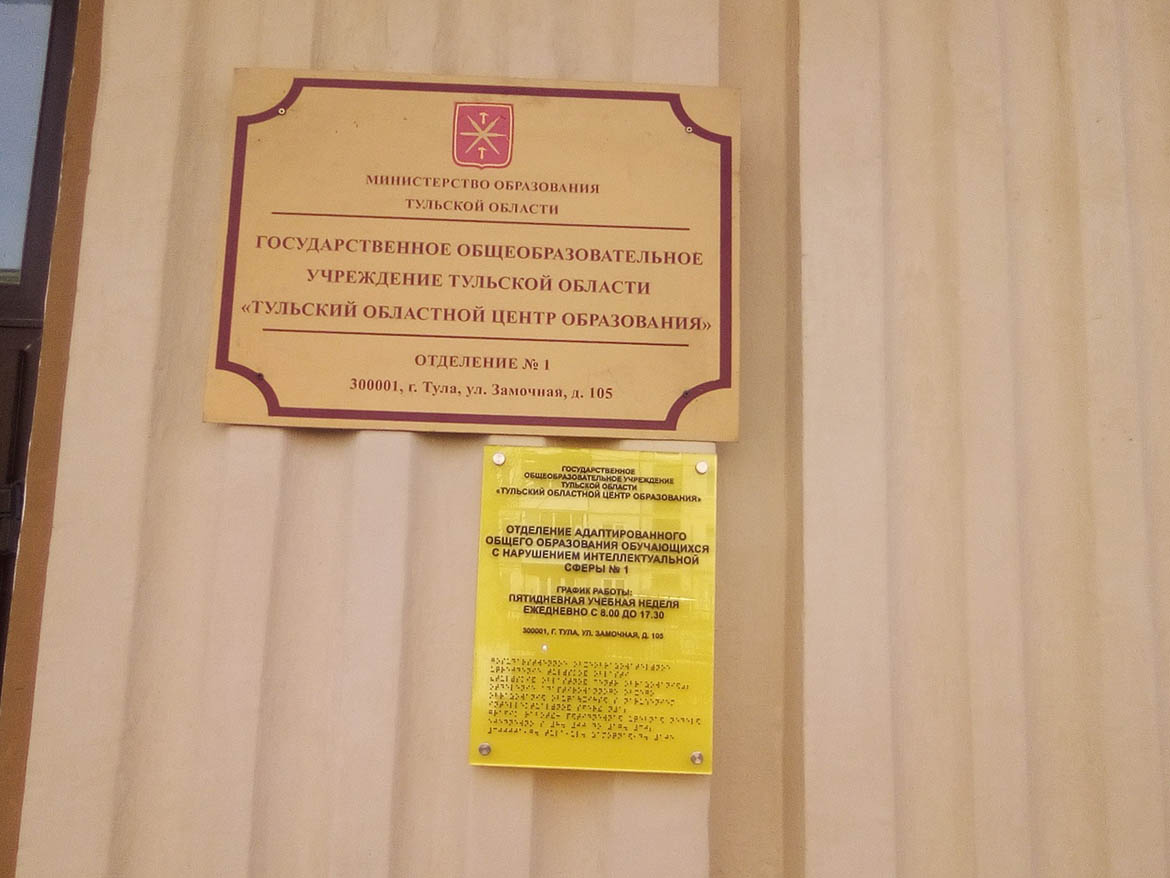 МИНИСТЕРСТВО ОБРАЗОВАНИЯ
ТУЛЬСКОЙ ОБЛАСТИ
ГОСУДАРСТВЕННОЕ ОБЩЕОБРАЗОВАТЕЛЬНОЕ
УЧРЕЖДЕНИЕ ТУЛЬСКОЙ ОБЛАСТИ
«ТУЛЬСКИЙ ОБЛАСТНОЙ ЦЕНТР ОБРАЗОВАНИЯ»
ОТДЕЛЕНИЕ № 1
300001, г. Тула, ул. Замочная, д. 105
ГОСУДАРСТВЕННОЕ
ОБЩЕОБРАЗОВАТЕЛЬНОЕ УЧРЕЖДЕНИЕ
ТУЛЬСКОЙ ОБЛАСТИ
«ТУЛЬСКИЙ ОБЛАСТНОЙ ЦЕНТР ОБРАЗОВАНИЯ»
ОТДЕЛЕНИЕ АДАПТИРОВАННОГО
ОБЩЕГО ОБРАЗОВАНИЯ ОБУЧАЮЩИХСЯ
С НАРУШЕНИЕМ ИНТЕЛЛЕКТУАЛЬНОЙ
СФЕРЫ № 1
ГРАФИК РАБОТЫ:
ПЯТИДНЕВНАЯ УЧЕБНАЯ НЕДЕЛЯ
ЕЖЕДНЕВНО С 8.00 ДО 17.30
300001, Г. ТУЛА, УЛ. ЗАМОЧНАЯ, Д. 105